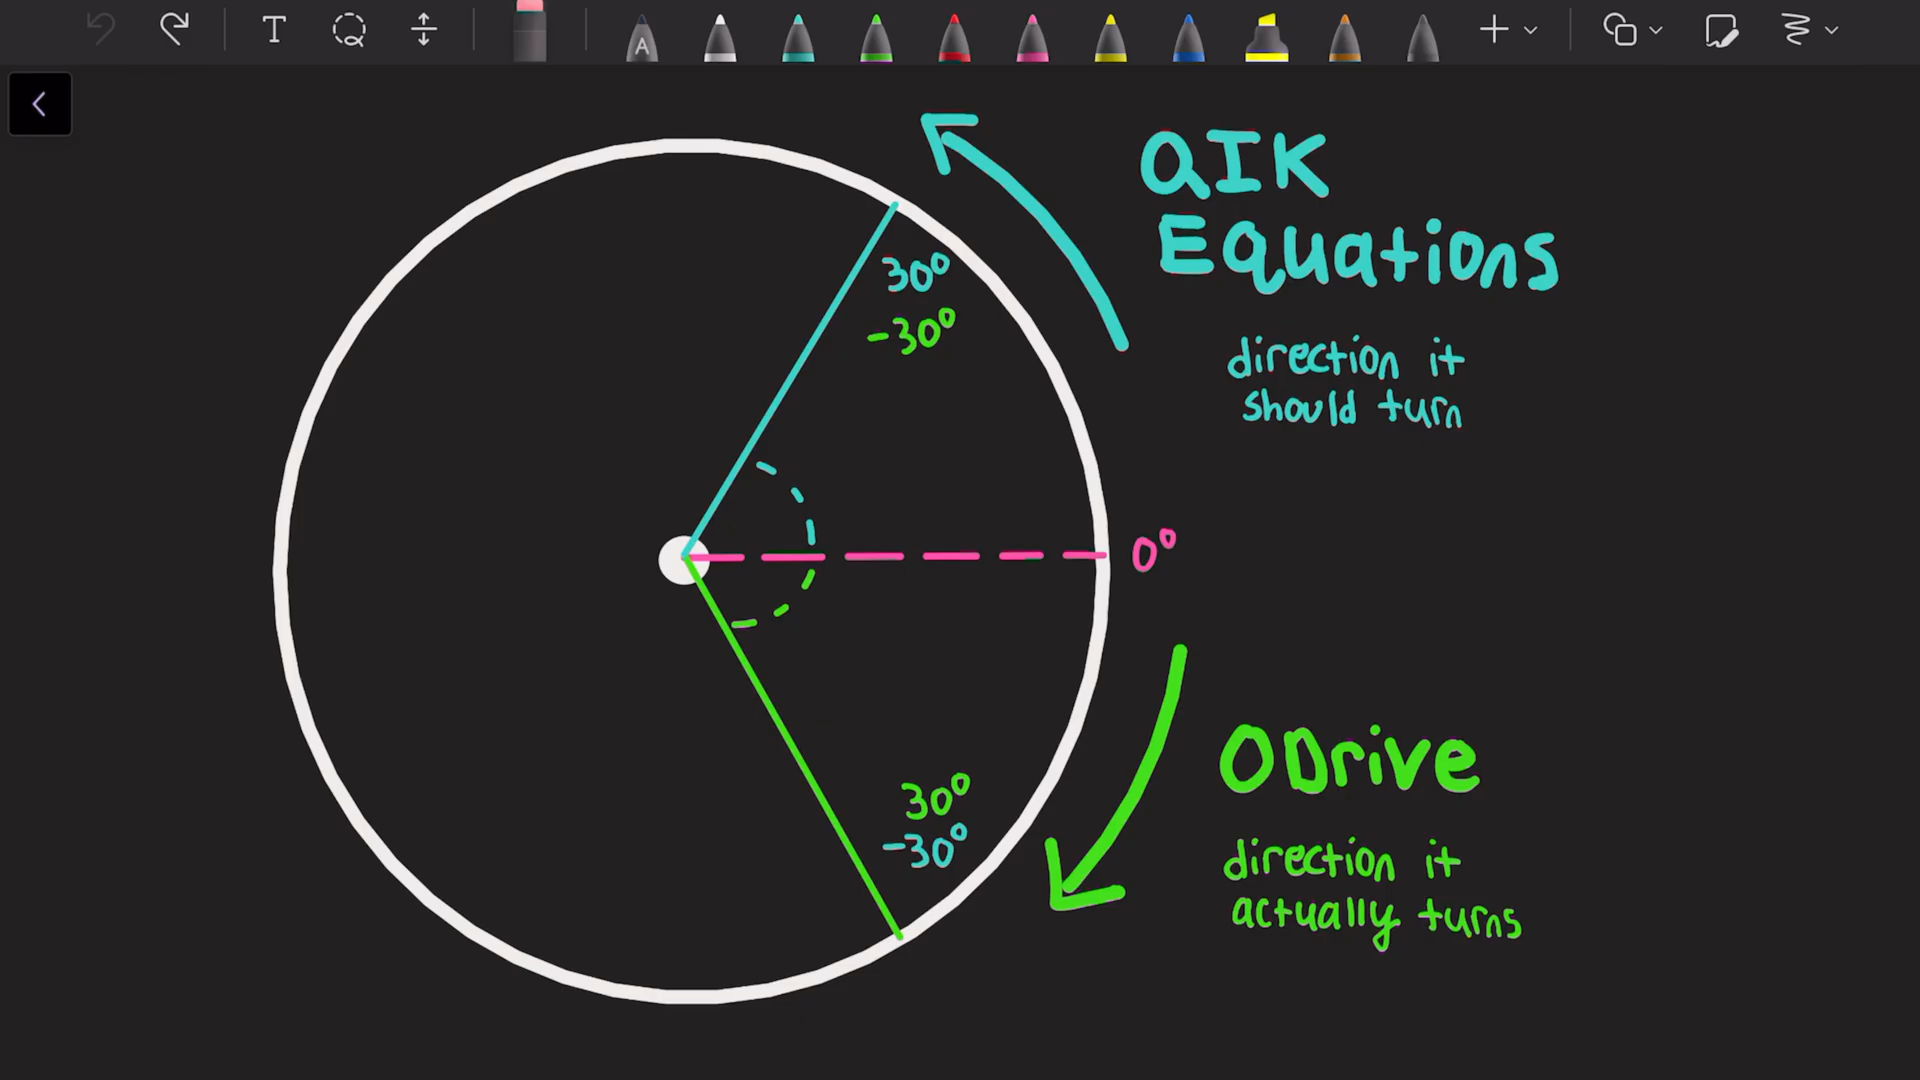 T
A
QIK
Equations
30°
-30°
direction it
should turn
0°
ODrive
30°
-30°
direction it
actually turns